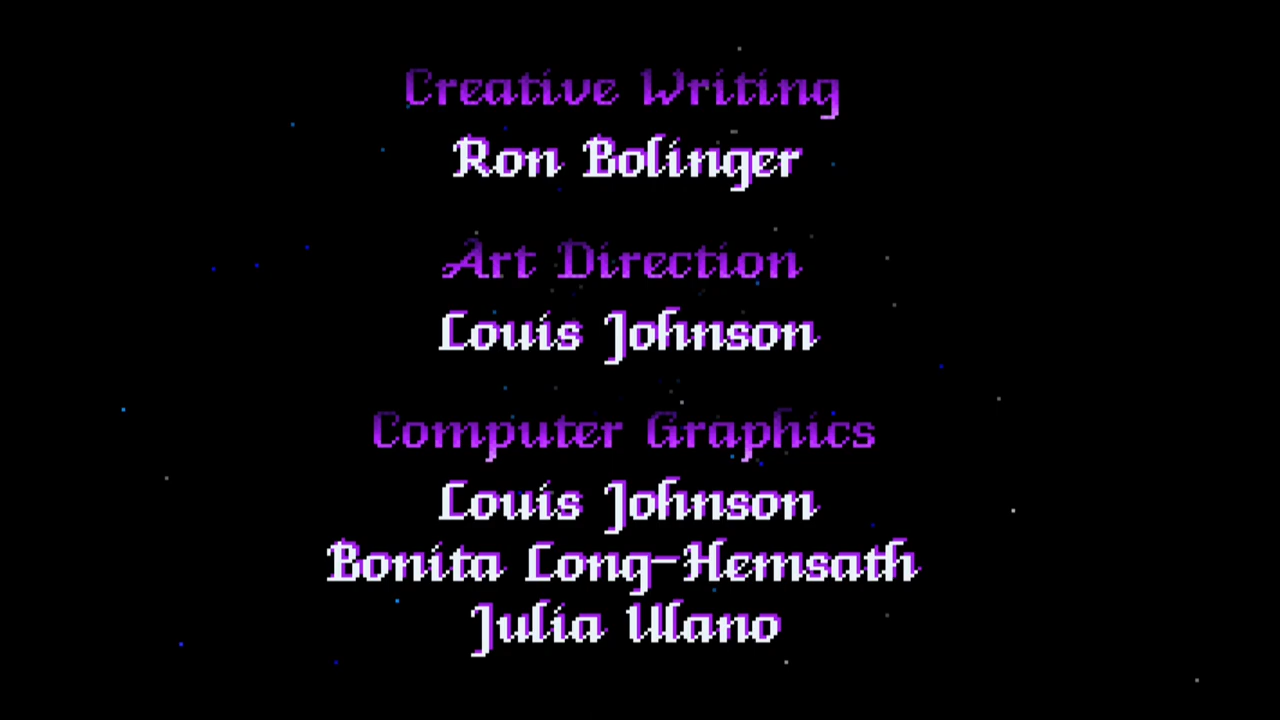 Creative Writing
Ron Bolinger
Art Direction
Louis Johnson
Computer Graphics
Louis Johnson
Bonita Long-Hemsath
Julia Ulano